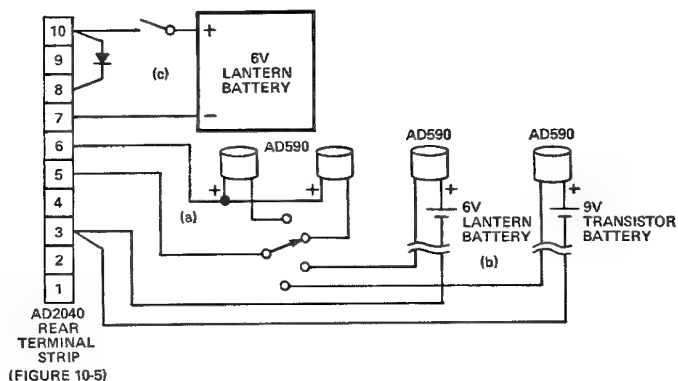 10
9
8
7
6
5
4
3
2
1
AD2040
REAR
TERMINAL
STRIP
(FIGURE 10-5)
(c)
+
−
6V
LANTERN
BATTERY
AD590
+
+
(a)
AD590
+
6V
LANTERN
BATTERY
(b)
AD590
+
9V
TRANSISTOR
BATTERY